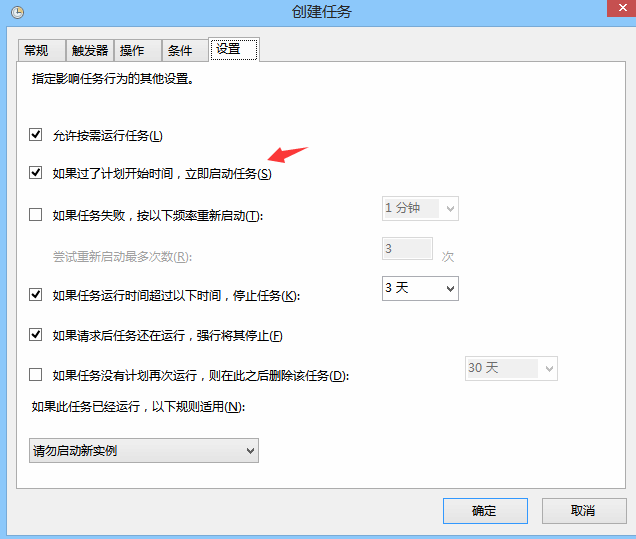 创建任务
常规 触发器 操作 条件 设置
指定影响任务行为的其他设置。
允许按需运行任务(L)
如果过了计划开始时间，立即启动任务(S)
如果任务失败，按以下频率重新启动(T): 1 分钟
尝试重新启动最多次数(R): 3 次
如果任务运行时间超过以下时间，停止任务(K): 3 天
如果请求后任务还在运行，强行将其停止(F)
如果任务没有计划再次运行，则在此之后删除该任务(D): 30 天
如果此任务已经运行，以下规则适用(N):
请勿启动新实例
确定 取消